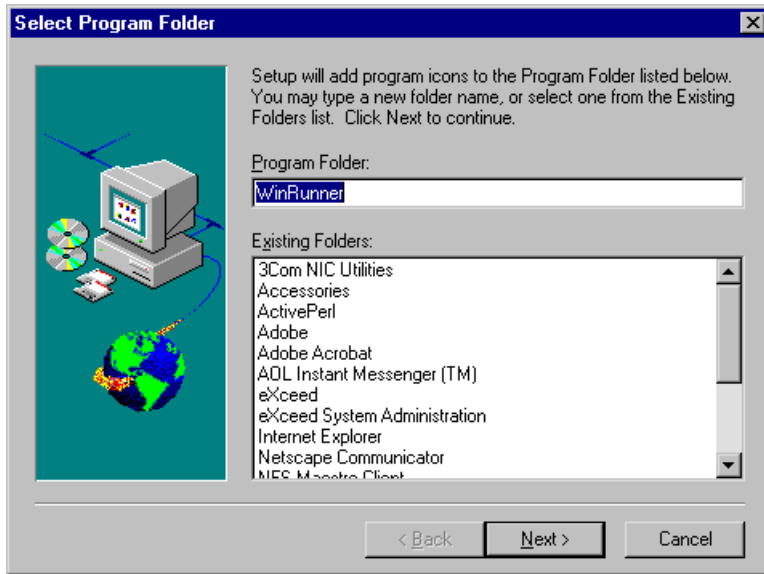 Select Program Folder
Setup will add program icons to the Program Folder listed below.
You may type a new folder name, or select one from the Existing
Folders list. Click Next to continue.
Program Folder:
WinRunner
Existing Folders:
3Com NIC Utilities
Accessories
ActivePerl
Adobe
Adobe Acrobat
AOL Instant Messenger (TM)
eXceed
eXceed System Administration
Internet Explorer
Netscape Communicator
NFS Maestro Client
< Back
Next >
Cancel